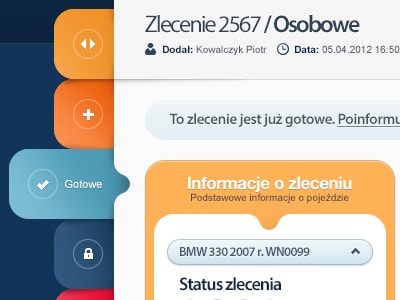 Zlecenie 2567 / Osobowe
Dodał: Kowalczyk Piotr Data: 05.04.2012 16:50
To zlecenie jest już gotowe. Poinformu
Gotowe
Informacje o zleceniu
Podstawowe informacje o pojeździe
BMW 330 2007 r. WN0099
Status zlecenia